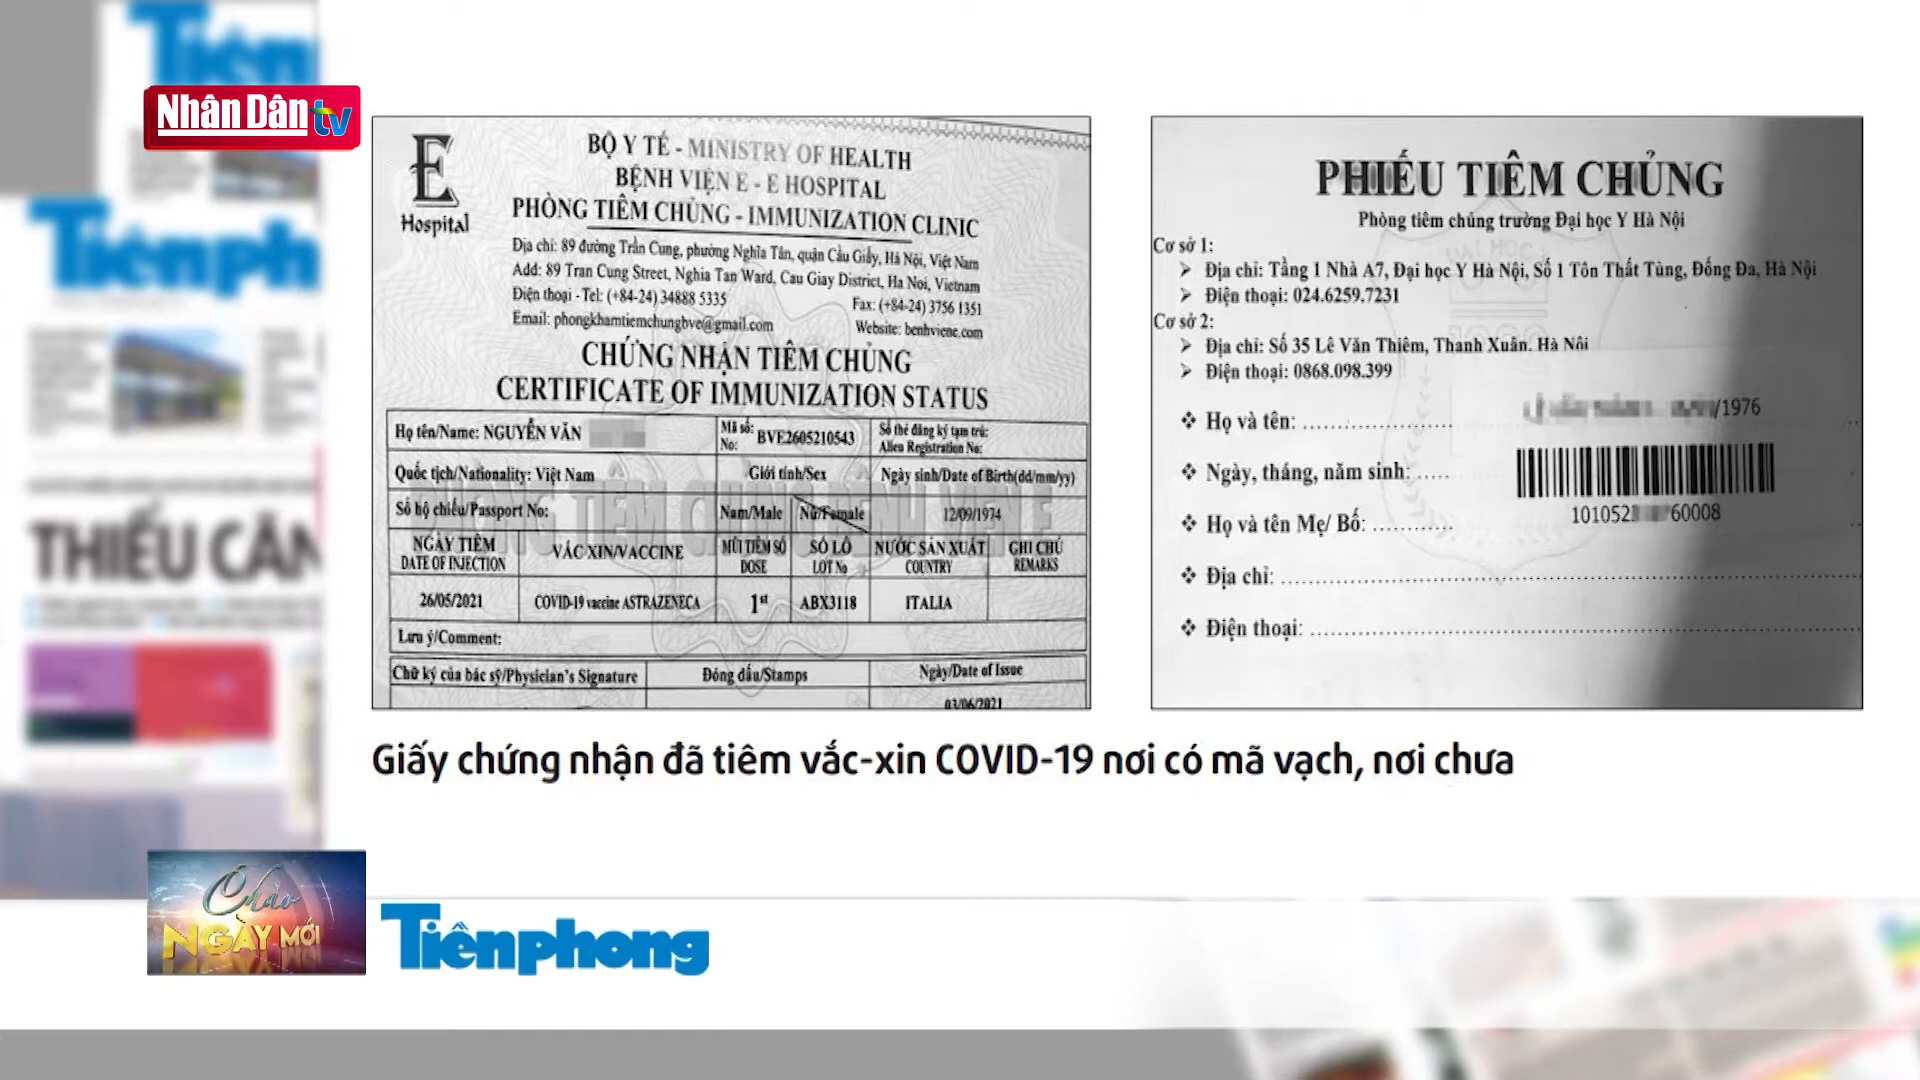 Tiền
Nhân Dân tv
Tiền ph
THIẾU CĂN
E
Hospital
BỘ Y TẾ - MINISTRY OF HEALTH
BỆNH VIỆN E - E HOSPITAL
PHÒNG TIÊM CHỦNG - IMMUNIZATION CLINIC
Địa chỉ: 89 đường Trần Cung, phường Nghĩa Tân, quận Cầu Giấy, Hà Nội, Việt Nam
Add: 89 Tran Cung Street, Nghia Tan Ward, Cau Giay District, Ha Noi, Vietnam
Điện thoại - Tel: (+84-24) 34888 5335 Fax: (+84-24) 3756 1351
Email: phongkhamtiemchungbve@gmail.com Website: benhviene.com
CHỨNG NHẬN TIÊM CHỦNG
CERTIFICATE OF IMMUNIZATION STATUS
Họ tên/Name: NGUYỄN VĂN
Mã số:
No: BVE2605210543
Số thẻ đăng ký tạm trú:
Alien Registration No:
Quốc tịch/Nationality: Việt Nam
Giới tính/Sex
Ngày sinh/Date of Birth(dd/mm/yy)
Số hộ chiếu/Passport No:
Nam/Male
Nữ/Female
12/09/1974
NGÀY TIÊM
DATE OF INJECTION
VẮC XIN/VACCINE
MŨI TIÊM SỐ
DOSE
SỐ LÔ
LOT No
NƯỚC SẢN XUẤT
COUNTRY
GHI CHÚ
REMARKS
26/05/2021
COVID-19 vaccine ASTRAZENECA
1st
ABX3118
ITALIA
Lưu ý/Comment:
Chữ ký của bác sỹ/Physician's Signature
Đóng dấu/Stamps
Ngày/Date of Issue
03/06/2021
PHÒNG TIÊM CHỦNG BỆNH VIỆN E
PHIẾU TIÊM CHỦNG
Phòng tiêm chủng trường Đại học Y Hà Nội
Cơ sở 1:
➢ Địa chỉ: Tầng 1 Nhà A7, Đại học Y Hà Nội, Số 1 Tôn Thất Tùng, Đống Đa, Hà Nội
➢ Điện thoại: 024.6259.7231
Cơ sở 2:
➢ Địa chỉ: Số 35 Lê Văn Thiêm, Thanh Xuân. Hà Nội
➢ Điện thoại: 0868.098.399
❖ Họ và tên: .......................... /1976
❖ Ngày, tháng, năm sinh: .....
❖ Họ và tên Mẹ/ Bố: .............
101052 60008
❖ Địa chỉ: ..........................
❖ Điện thoại: ..........................
Giấy chứng nhận đã tiêm vắc-xin COVID-19 nơi có mã vạch, nơi chưa
Chào
NGÀY MỚI
Tiền phong